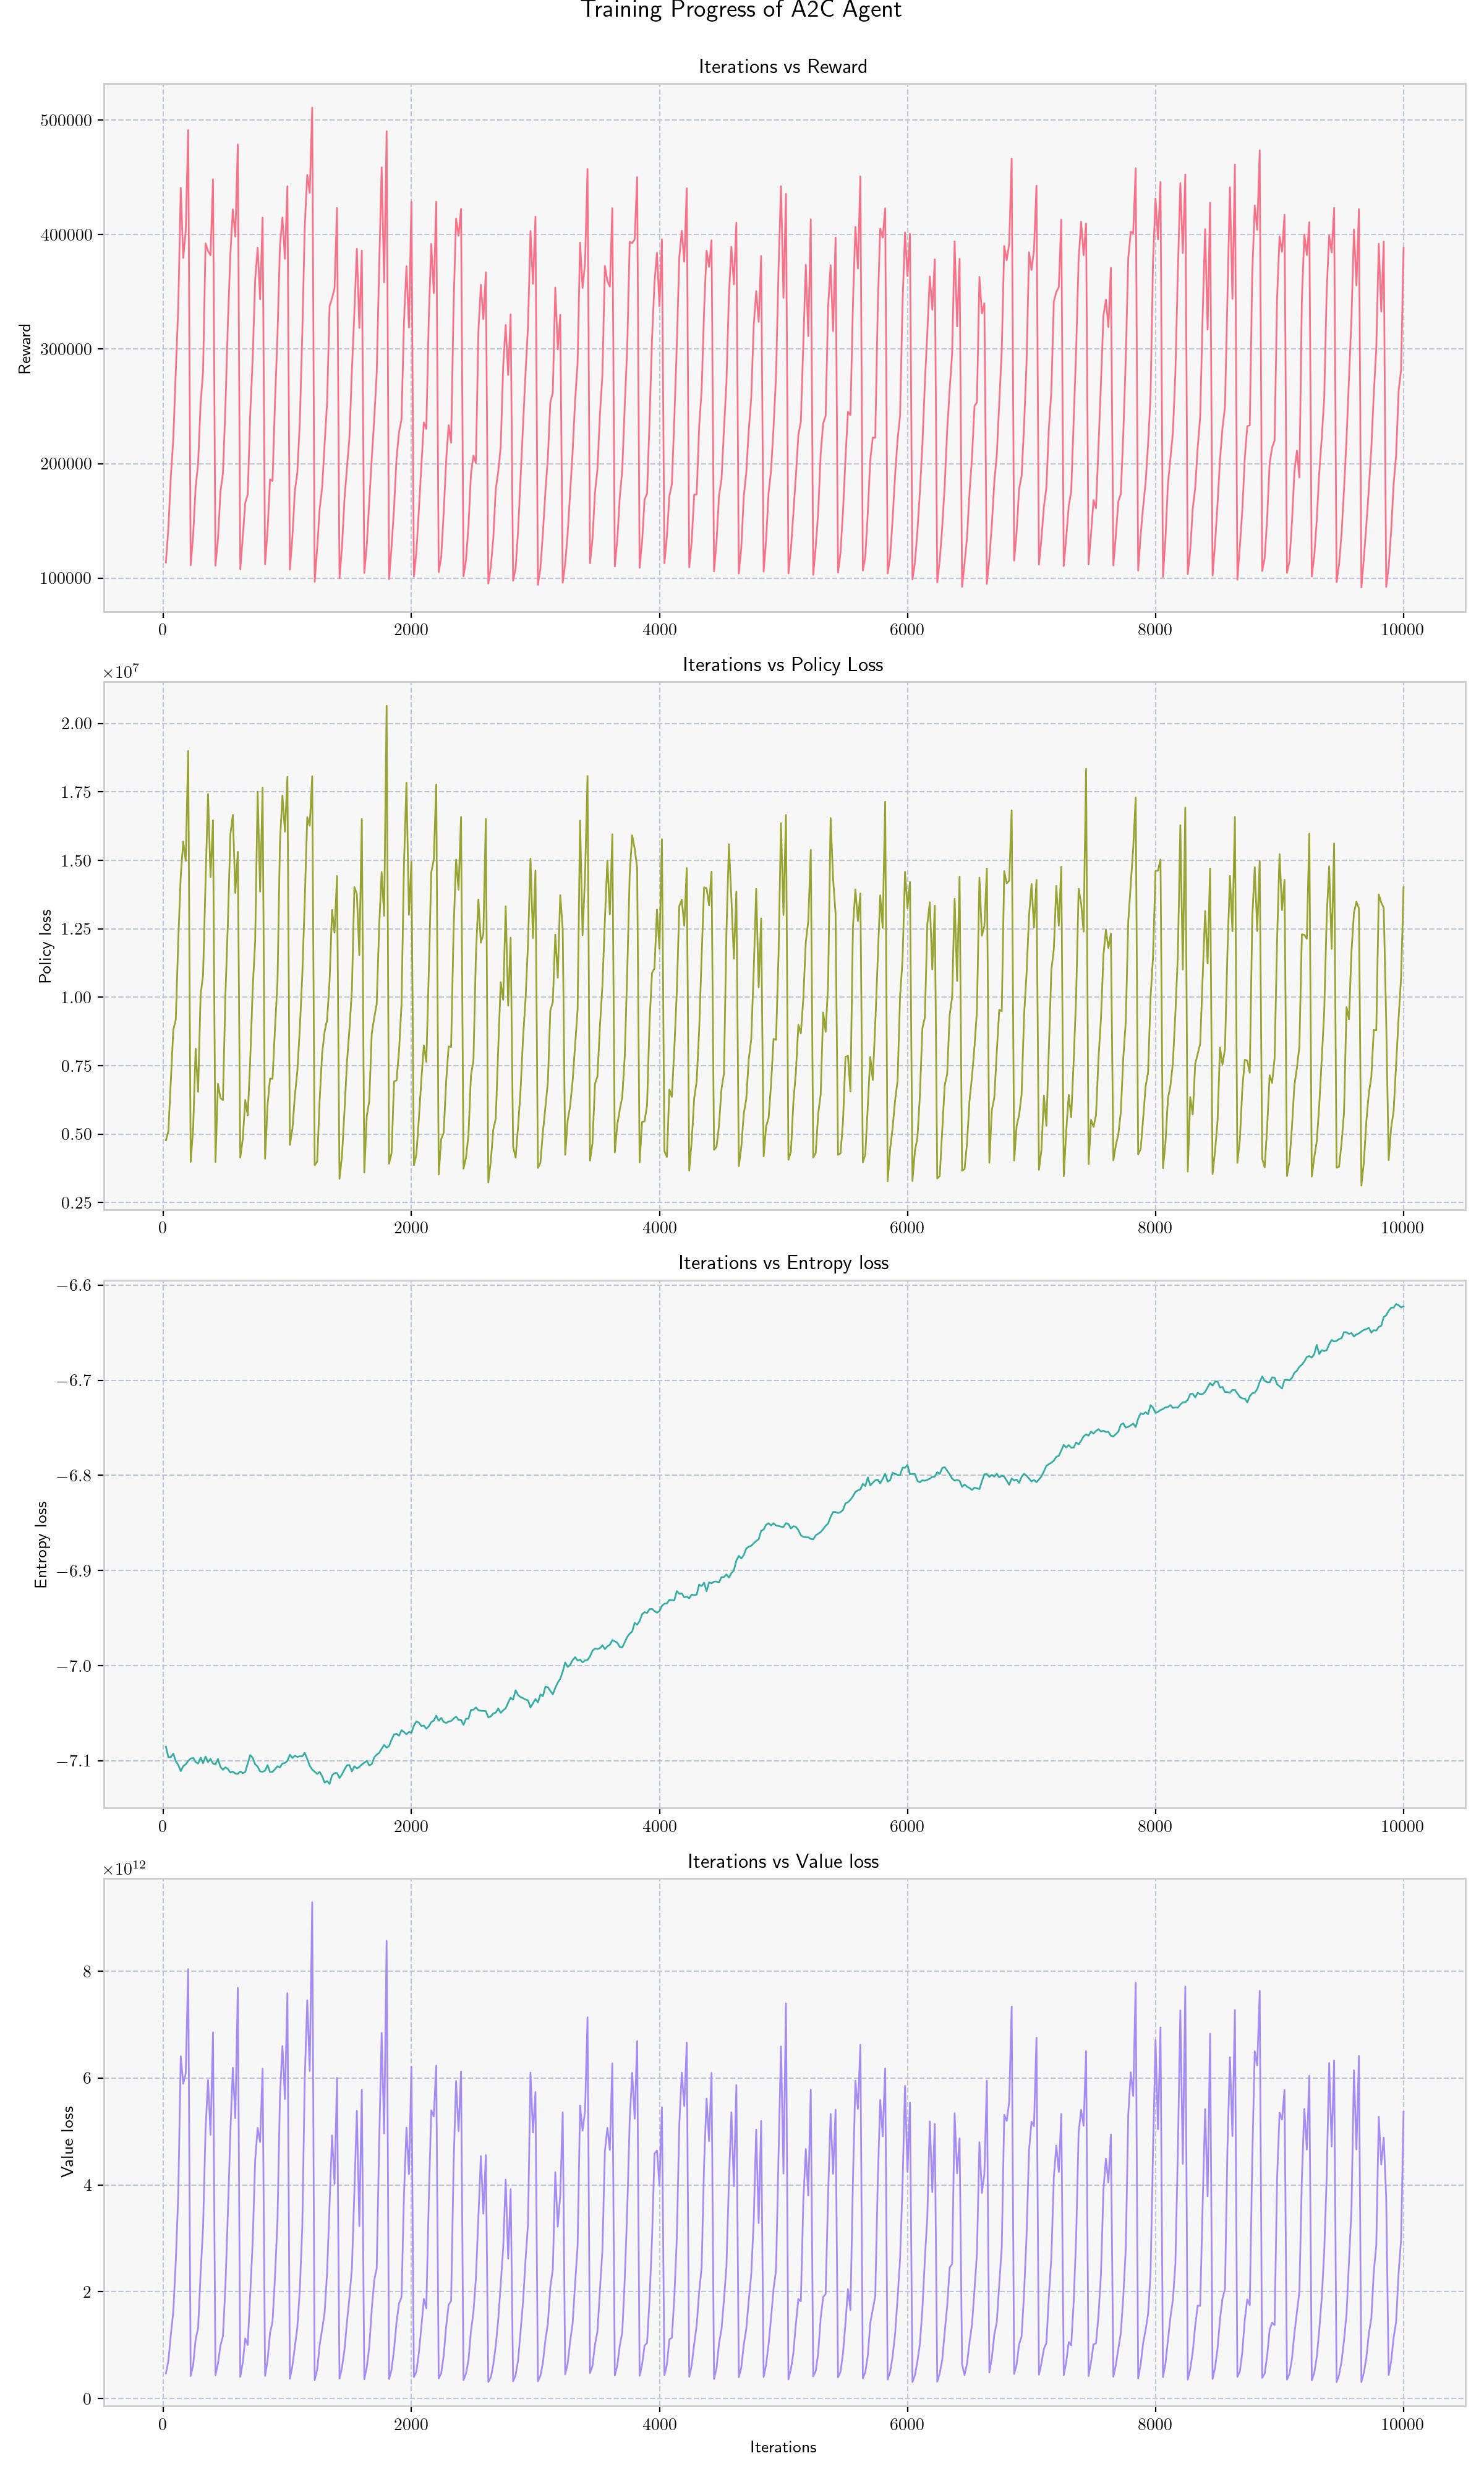 Training Progress of A2C Agent
Iterations vs Reward
500000
400000
300000
200000
100000
Reward
0 2000 4000 6000 8000 10000
Iterations vs Policy Loss
×10⁷
2.00
1.75
1.50
1.25
1.00
0.75
0.50
0.25
Policy loss
0 2000 4000 6000 8000 10000
Iterations vs Entropy loss
−6.6
−6.7
−6.8
−6.9
−7.0
−7.1
Entropy loss
0 2000 4000 6000 8000 10000
Iterations vs Value loss
×10¹²
8
6
4
2
0
Value loss
0 2000 4000 6000 8000 10000
Iterations